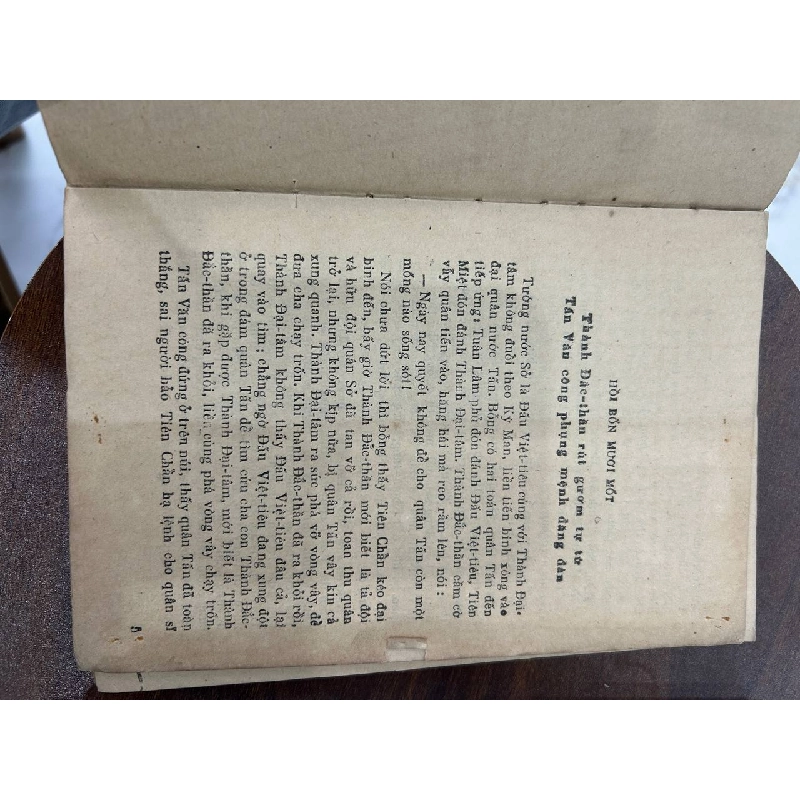 HỒI BỐN MƯƠI MỐT
Thành Đắc-thần rút gươm tự tử
Tấn Văn công phụng mệnh đăng đàn
Tướng nước Sở là Đấu Việt-tiêu cùng với Thành Đại-
tâm không đuổi theo Kỳ Man, liền tiến binh xông vào
đại quân nước Tấn. Bỗng có hai toán quân Tấn đến
tiếp ứng: Tuân Lâm phủ đón đánh Đấu Việt-tiêu, Tiên
Miệt đón đánh Thành Đại-tâm. Thành Đắc-thần cầm cờ
vẫy quân tiến vào, hăng hái mà reo rầm lên, nói :
— Ngày nay quyết không để cho quân Tấn còn một
mống nào sống sót!
Nói chưa dứt lời thì bỗng thấy Tiên Chẩn kéo đại
binh đến, bấy giờ Thành Đắc-thần mới biết là tả đội
và hữu đội quân Sở đã tan vỡ cả rồi, toan thu quân
trở lại, nhưng không kịp nữa, bị quân Tấn vây kín cả
xung quanh. Thành Đại-tâm ra sức phá vỡ vòng vây, để
đưa cha chạy trốn. Khi Thành Đắc-thần đã ra khỏi rồi,
Thành Đại-tâm không thấy Đấu Việt-tiêu đâu cả, lại
quay vào tìm ; chẳng ngờ Đấu Việt-tiêu đang xung đột
ở trong đám quân Tấn để tìm cứu cha con Thành Đắc-
thần, khi gặp được Thành Đại-tâm, mới biết là Thành
Đắc-thần đã ra khỏi, liền cùng phá vòng vây chạy trốn.
Tấn Văn công đứng ở trên núi, thấy quân Tấn đã toàn
thắng, sai người bảo Tiên Chẩn hạ lệnh cho quân sĩ